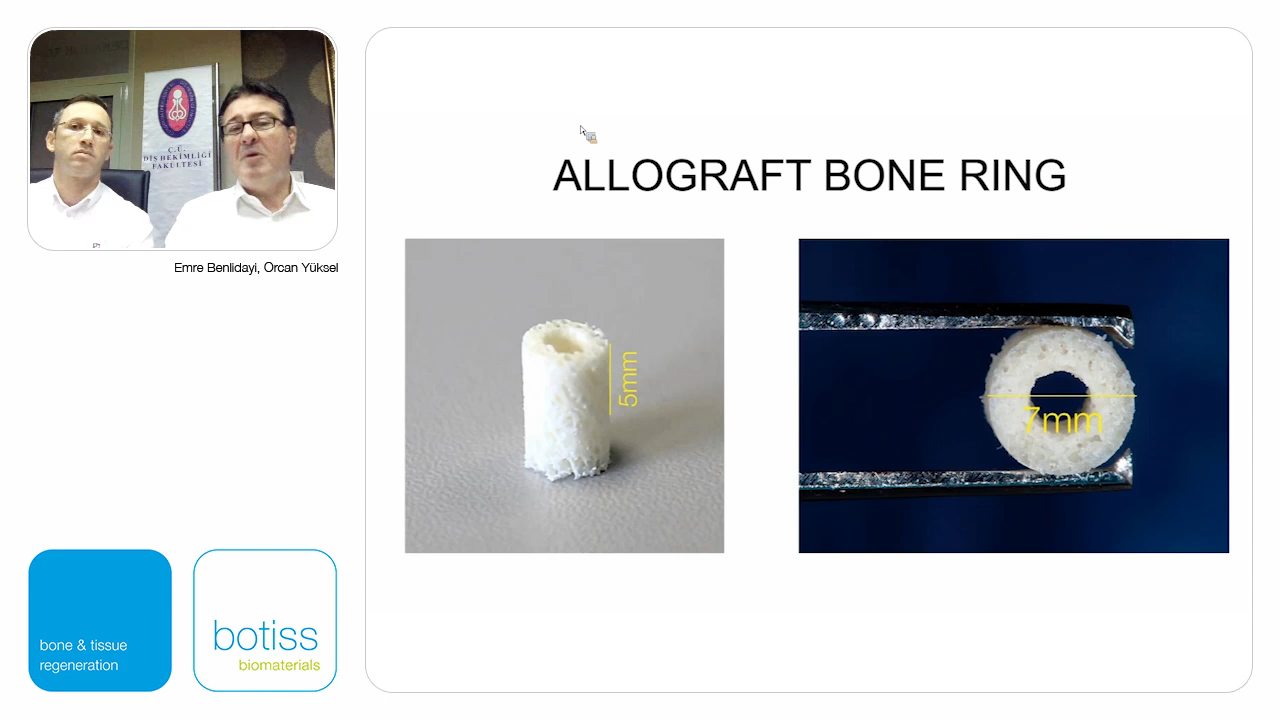 C.Ü.
DİŞ HEKİMLİĞİ
FAKÜLTESİ
Emre Benlidayi, Orcan Yüksel
ALLOGRAFT BONE RING
5mm
7mm
bone & tissue
regeneration
botiss
biomaterials